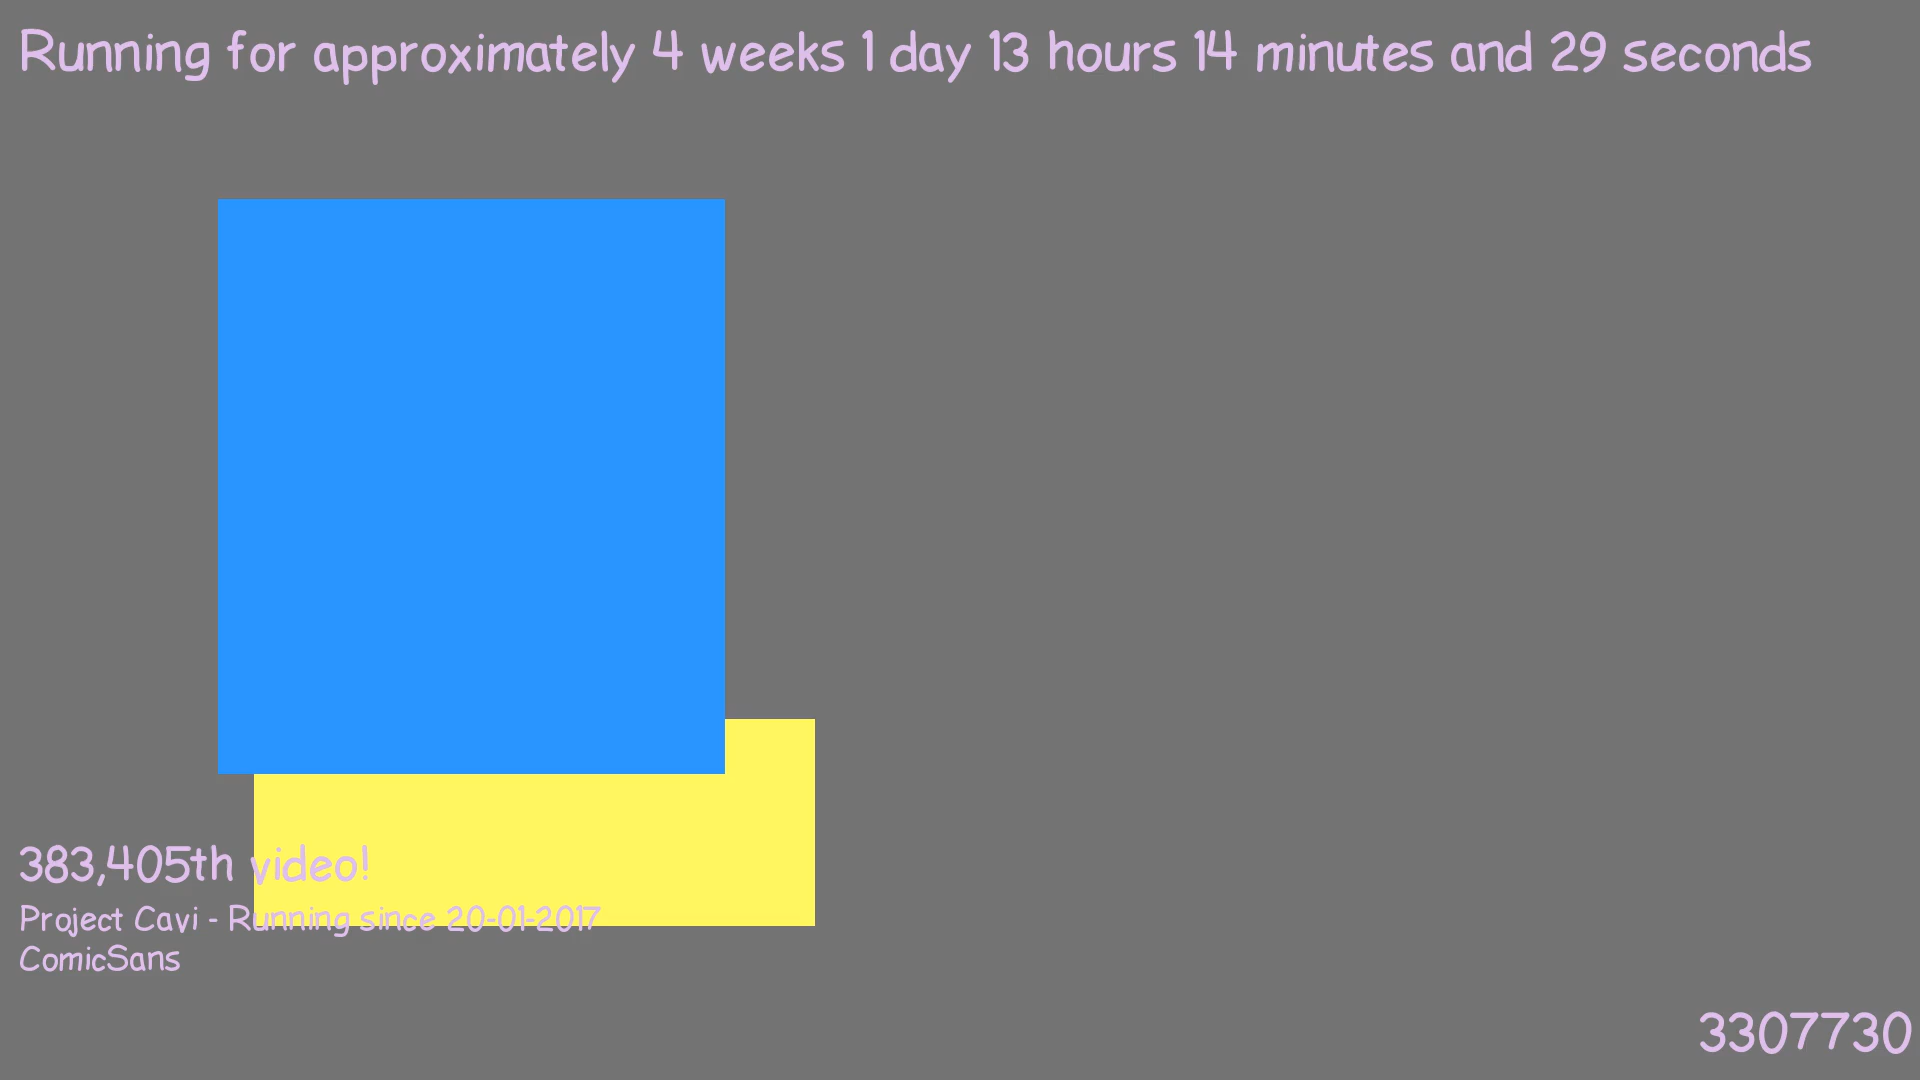 Running for approximately 4 weeks 1 day 13 hours 14 minutes and 29 seconds
383,405th video!
Project Cavi - Running since 20-01-2017
ComicSans
3307730